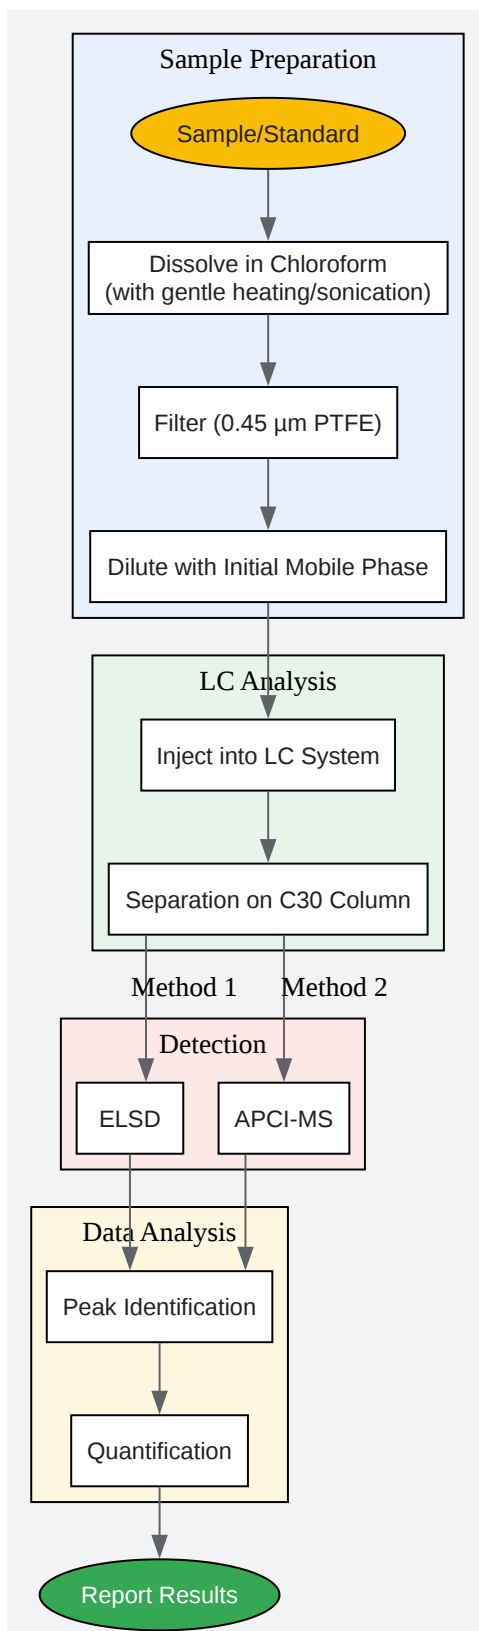 Sample Preparation
Sample/Standard
Dissolve in Chloroform
(with gentle heating/sonication)
Filter (0.45 µm PTFE)
Dilute with Initial Mobile Phase
LC Analysis
Inject into LC System
Separation on C30 Column
Method 1
Method 2
Detection
ELSD
APCI-MS
Data Analysis
Peak Identification
Quantification
Report Results